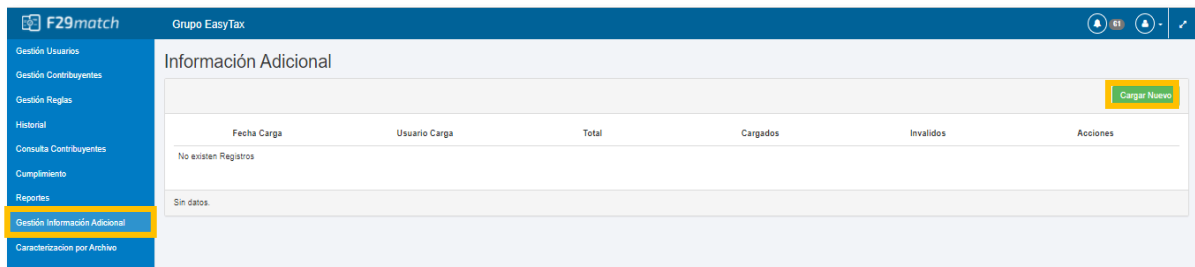 F29match
Grupo EasyTax
61
Gestión Usuarios
Gestión Contribuyentes
Gestión Reglas
Historial
Consulta Contribuyentes
Cumplimiento
Reportes
Gestión Información Adicional
Caracterizacion por Archivo
Información Adicional
Cargar Nuevo
Fecha Carga Usuario Carga Total Cargados Invalidos Acciones
No existen Registros
Sin datos.